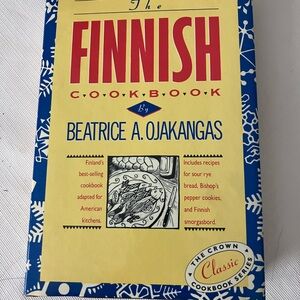 The
FINNISH
C•O•O•K•B•O•O•K
By
BEATRICE A. OJAKANGAS
Finland's
best-selling
cookbook
adapted for
American
kitchens.
Includes recipes
for sour rye
bread, Bishop's
pepper cookies,
and Finnish
smorgasbord.
THE CROWN
Classic
COOKBOOK SERIES